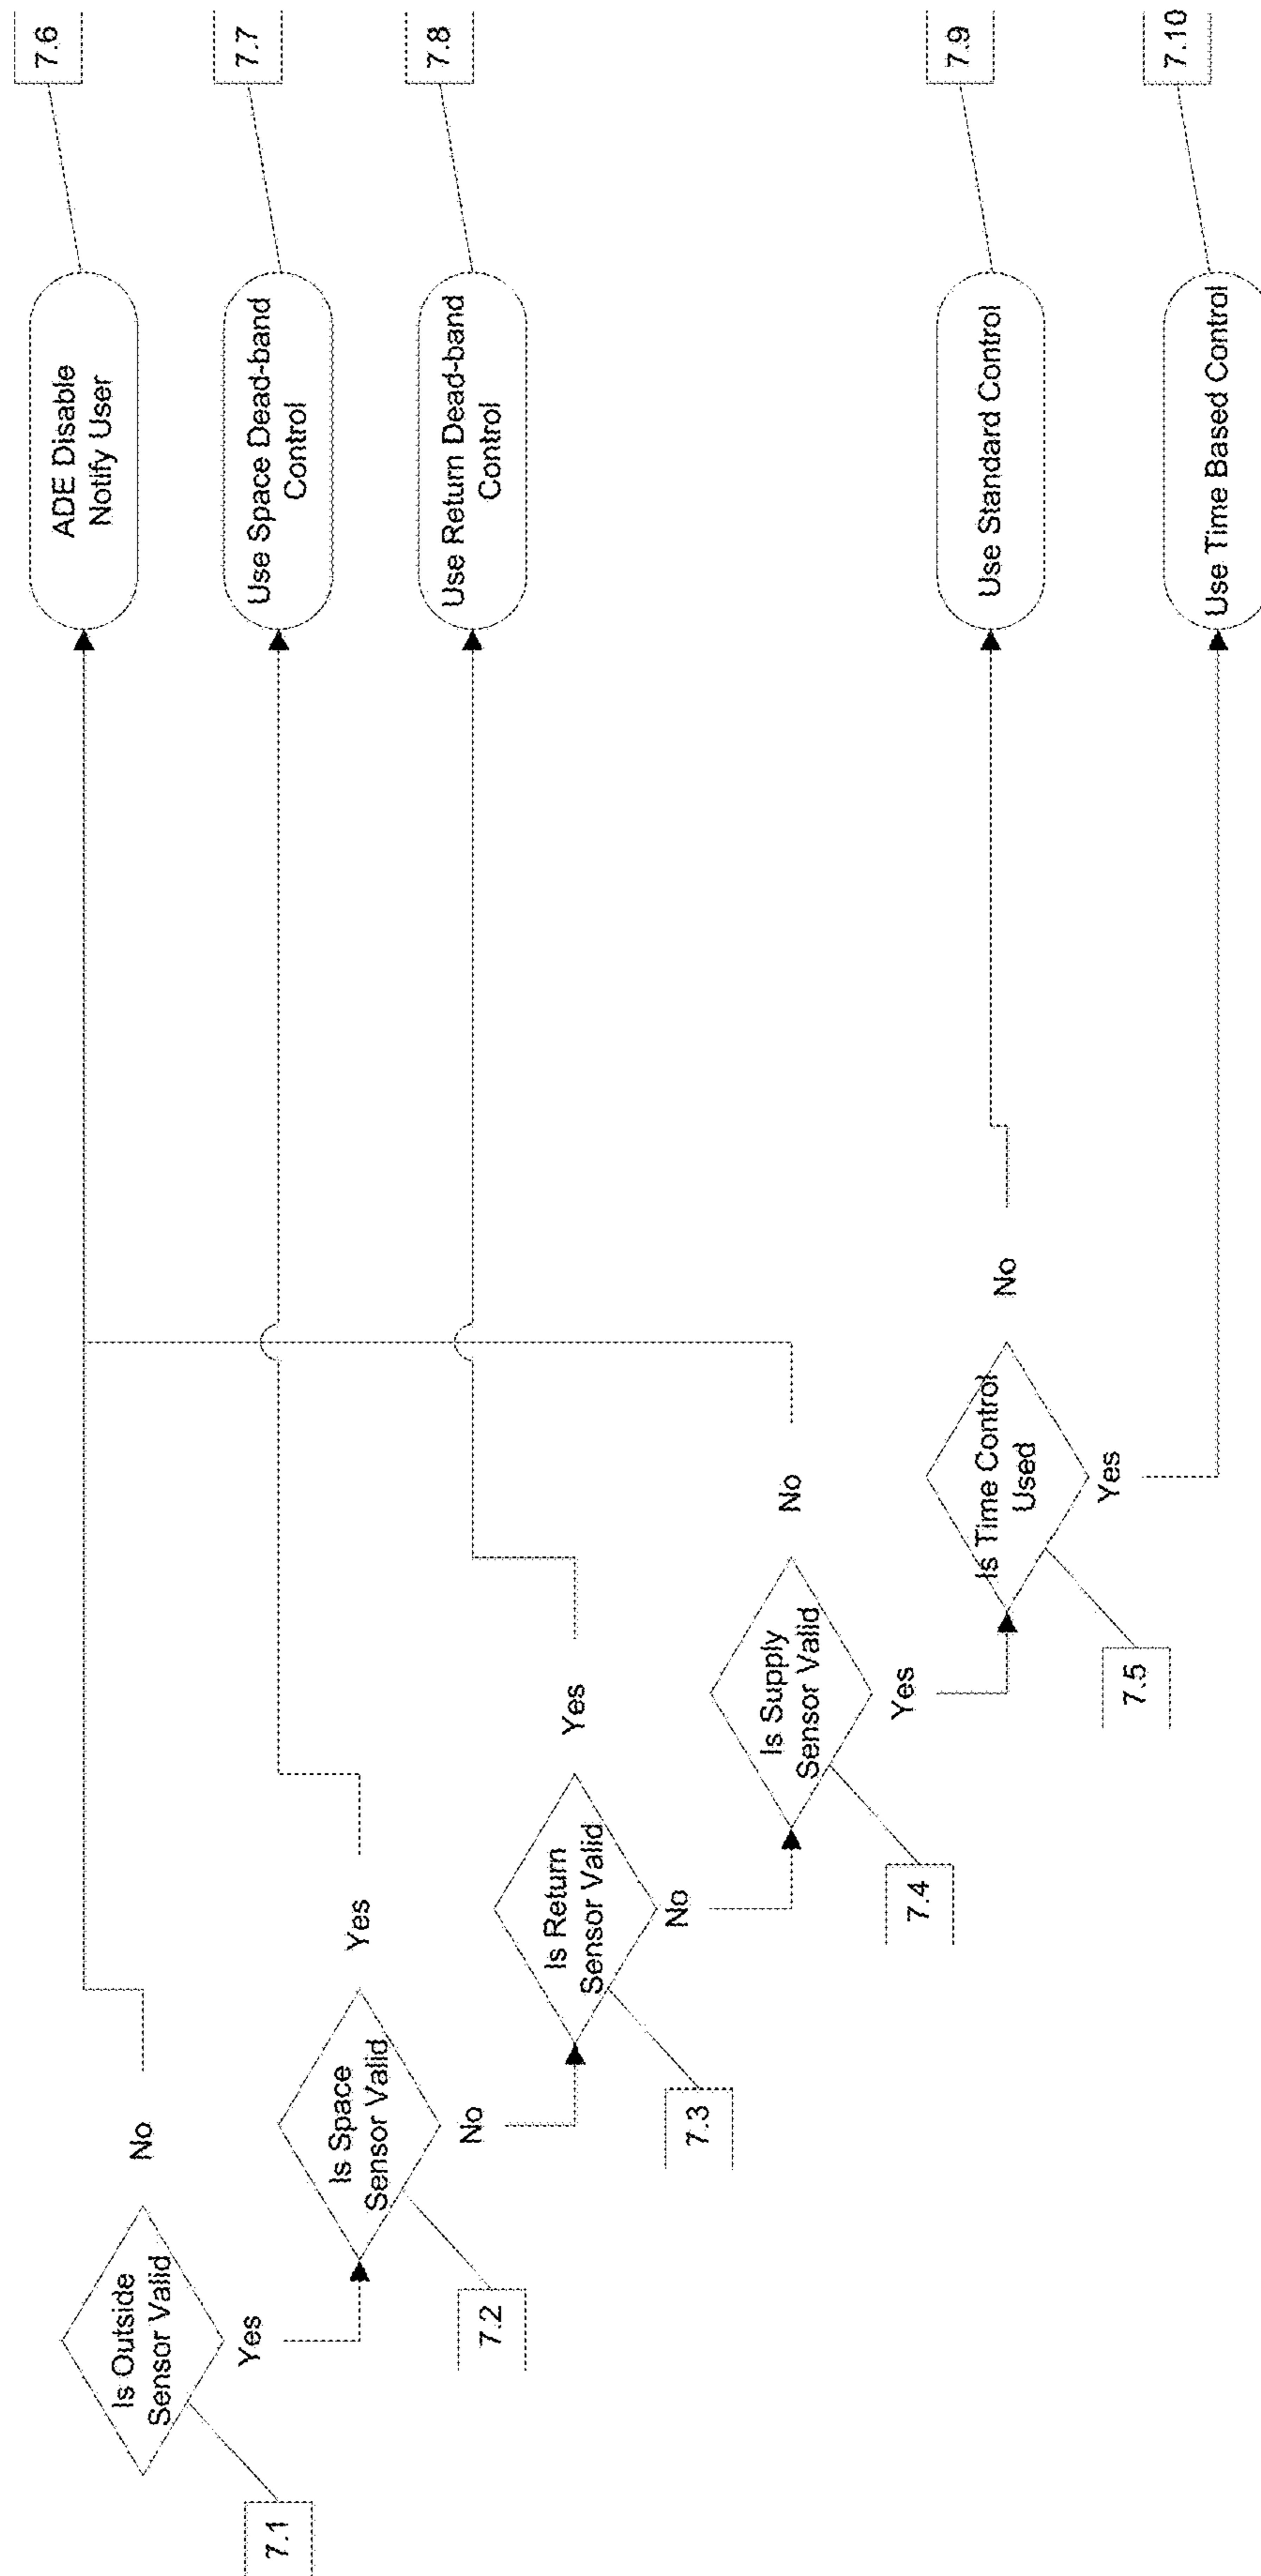 7.1
Is Outside
Sensor Valid
No
Yes
7.2
Is Space
Sensor Valid
Yes
No
7.3
Is Return
Sensor Valid
Yes
No
7.4
Is Supply
Sensor Valid
No
Yes
7.5
Is Time Control
Used
No
Yes
ADE Disable
Notify User
7.6
Use Space Dead-band
Control
7.7
Use Return Dead-band
Control
7.8
Use Standard Control
7.9
Use Time Based Control
7.10